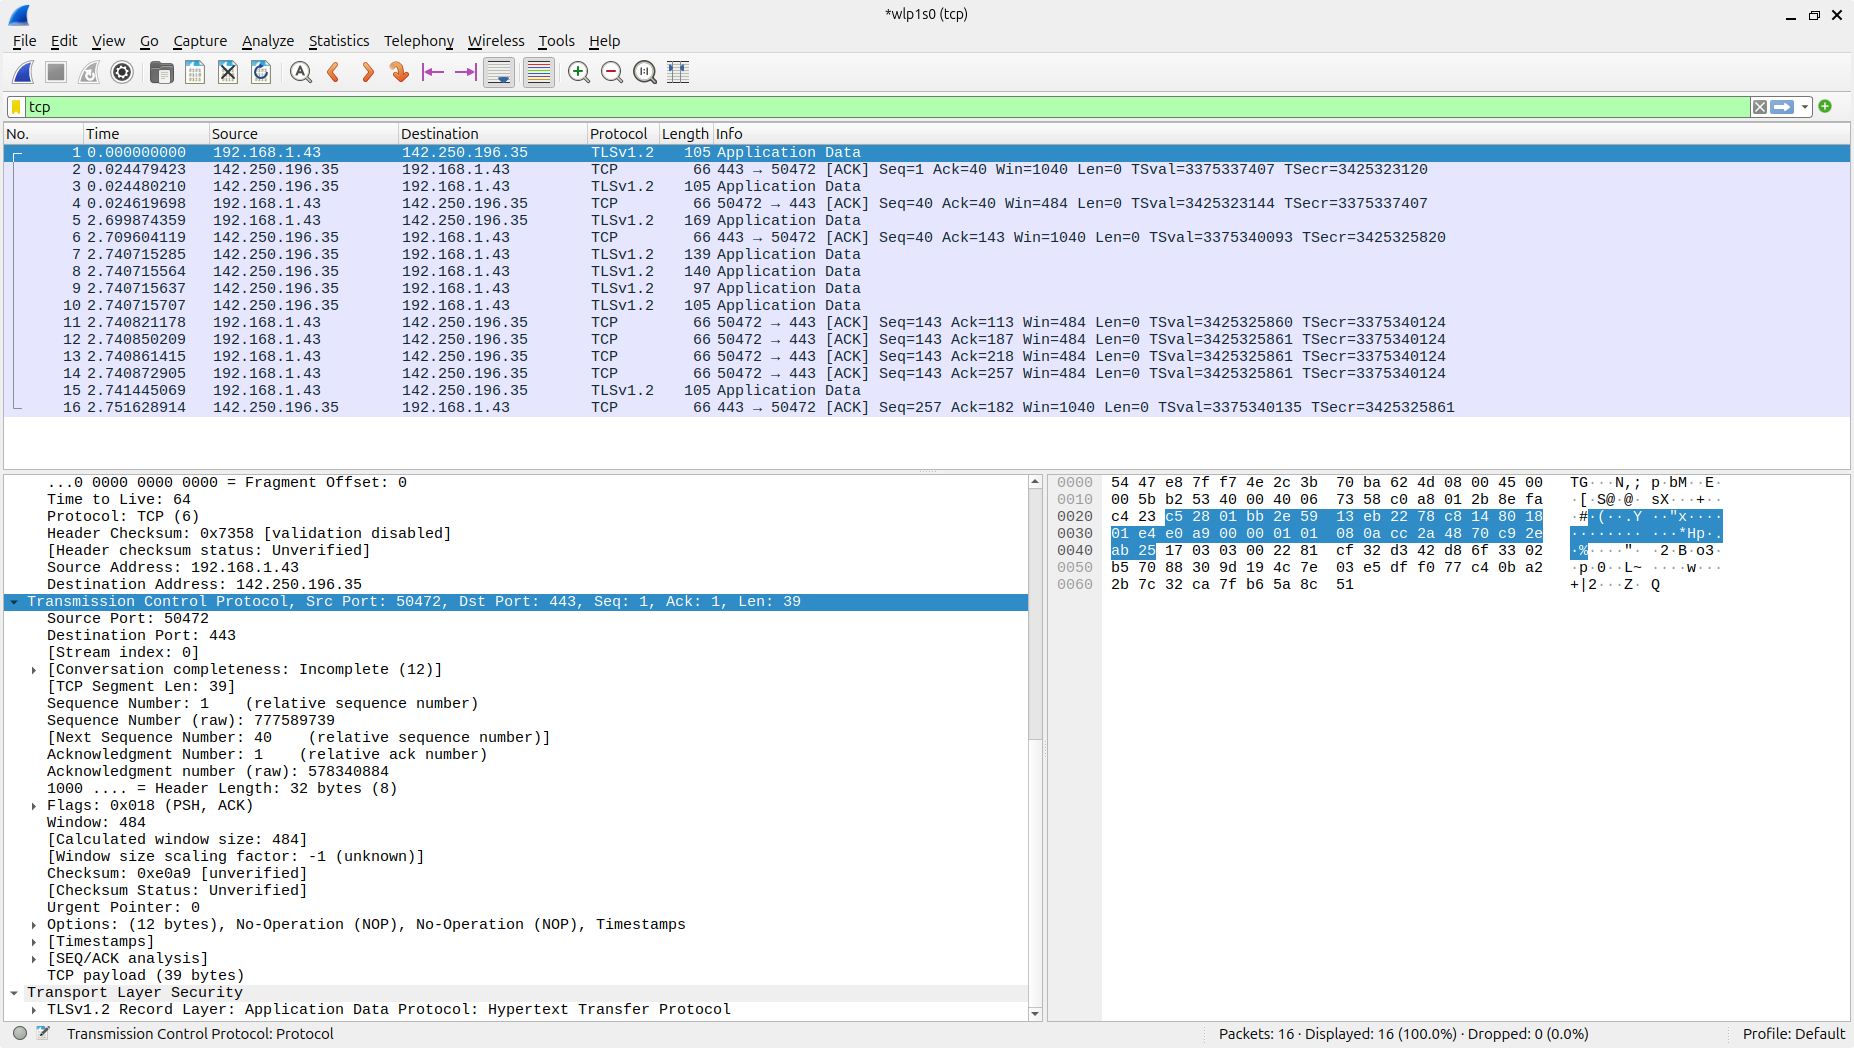 *wlp1s0 (tcp)
File Edit View Go Capture Analyze Statistics Telephony Wireless Tools Help
tcp
No. Time Source Destination Protocol Length Info
1 0.000000000 192.168.1.43 142.250.196.35 TLSv1.2 105 Application Data
2 0.024479423 142.250.196.35 192.168.1.43 TCP 66 443 → 50472 [ACK] Seq=1 Ack=40 Win=1040 Len=0 TSval=3375337407 TSecr=3425323120
3 0.024480210 142.250.196.35 192.168.1.43 TLSv1.2 105 Application Data
4 0.024619698 192.168.1.43 142.250.196.35 TCP 66 50472 → 443 [ACK] Seq=40 Ack=40 Win=484 Len=0 TSval=3425323144 TSecr=3375337407
5 2.699874359 192.168.1.43 142.250.196.35 TLSv1.2 169 Application Data
6 2.709604119 142.250.196.35 192.168.1.43 TCP 66 443 → 50472 [ACK] Seq=40 Ack=143 Win=1040 Len=0 TSval=3375340093 TSecr=3425325820
7 2.740715285 142.250.196.35 192.168.1.43 TLSv1.2 139 Application Data
8 2.740715564 142.250.196.35 192.168.1.43 TLSv1.2 140 Application Data
9 2.740715637 142.250.196.35 192.168.1.43 TLSv1.2 97 Application Data
10 2.740715707 142.250.196.35 192.168.1.43 TLSv1.2 105 Application Data
11 2.740821178 192.168.1.43 142.250.196.35 TCP 66 50472 → 443 [ACK] Seq=143 Ack=113 Win=484 Len=0 TSval=3425325860 TSecr=3375340124
12 2.740850209 192.168.1.43 142.250.196.35 TCP 66 50472 → 443 [ACK] Seq=143 Ack=187 Win=484 Len=0 TSval=3425325861 TSecr=3375340124
13 2.740861415 192.168.1.43 142.250.196.35 TCP 66 50472 → 443 [ACK] Seq=143 Ack=218 Win=484 Len=0 TSval=3425325861 TSecr=3375340124
14 2.740872905 192.168.1.43 142.250.196.35 TCP 66 50472 → 443 [ACK] Seq=143 Ack=257 Win=484 Len=0 TSval=3425325861 TSecr=3375340124
15 2.741445069 192.168.1.43 142.250.196.35 TLSv1.2 105 Application Data
16 2.751628914 142.250.196.35 192.168.1.43 TCP 66 443 → 50472 [ACK] Seq=257 Ack=182 Win=1040 Len=0 TSval=3375340135 TSecr=3425325861
...0 0000 0000 0000 = Fragment Offset: 0
Time to Live: 64
Protocol: TCP (6)
Header Checksum: 0x7358 [validation disabled]
[Header checksum status: Unverified]
Source Address: 192.168.1.43
Destination Address: 142.250.196.35
Transmission Control Protocol, Src Port: 50472, Dst Port: 443, Seq: 1, Ack: 1, Len: 39
Source Port: 50472
Destination Port: 443
[Stream index: 0]
[Conversation completeness: Incomplete (12)]
[TCP Segment Len: 39]
Sequence Number: 1 (relative sequence number)
Sequence Number (raw): 777589739
[Next Sequence Number: 40 (relative sequence number)]
Acknowledgment Number: 1 (relative ack number)
Acknowledgment number (raw): 578340884
1000 .... = Header Length: 32 bytes (8)
Flags: 0x018 (PSH, ACK)
Window: 484
[Calculated window size: 484]
[Window size scaling factor: -1 (unknown)]
Checksum: 0xe0a9 [unverified]
[Checksum Status: Unverified]
Urgent Pointer: 0
Options: (12 bytes), No-Operation (NOP), No-Operation (NOP), Timestamps
[Timestamps]
[SEQ/ACK analysis]
TCP payload (39 bytes)
Transport Layer Security
TLSv1.2 Record Layer: Application Data Protocol: Hypertext Transfer Protocol
0000 54 47 e8 7f f7 4e 2c 3b 70 ba 62 4d 08 00 45 00 TG···N,; p·bM··E·
0010 00 5b b2 53 40 00 40 06 73 58 c0 a8 01 2b 8e fa ·[·S@·@· sX···+··
0020 c4 23 c5 28 01 bb 2e 59 13 eb 22 78 c8 14 80 18 ·#·(··.Y ··"x····
0030 01 e4 e0 a9 00 00 01 01 08 0a cc 2a 48 70 c9 2e ········ ···*Hp·.
0040 ab 25 17 03 03 00 22 81 cf 32 d3 42 d8 6f 33 02 ·%····"· ·2·B·o3·
0050 b5 70 88 30 9d 19 4c 7e 03 e5 df f0 77 c4 0b a2 ·p·0··L~ ····w···
0060 2b 7c 32 ca 7f b6 5a 8c 51 +|2···Z· Q
Transmission Control Protocol: Protocol
Packets: 16 · Displayed: 16 (100.0%) · Dropped: 0 (0.0%)
Profile: Default